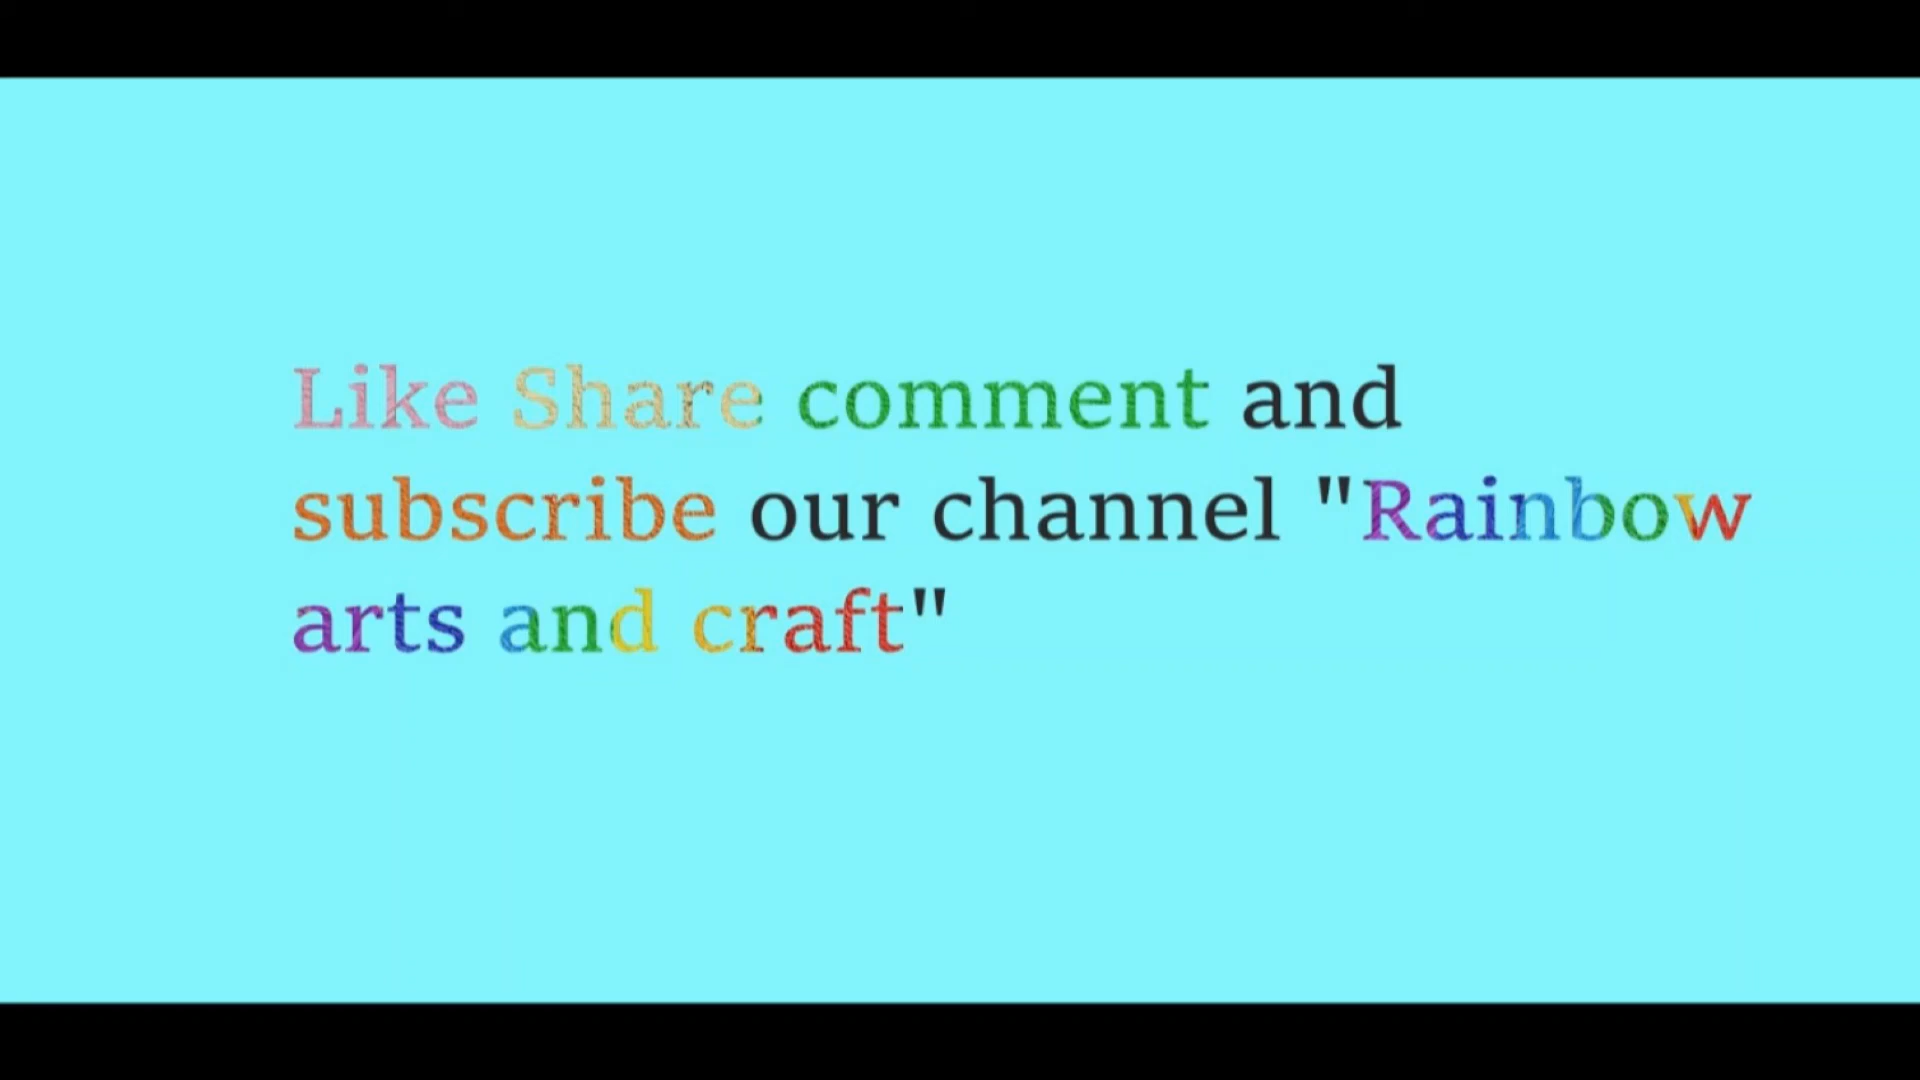 Like Share comment and
subscribe our channel "Rainbow
arts and craft"